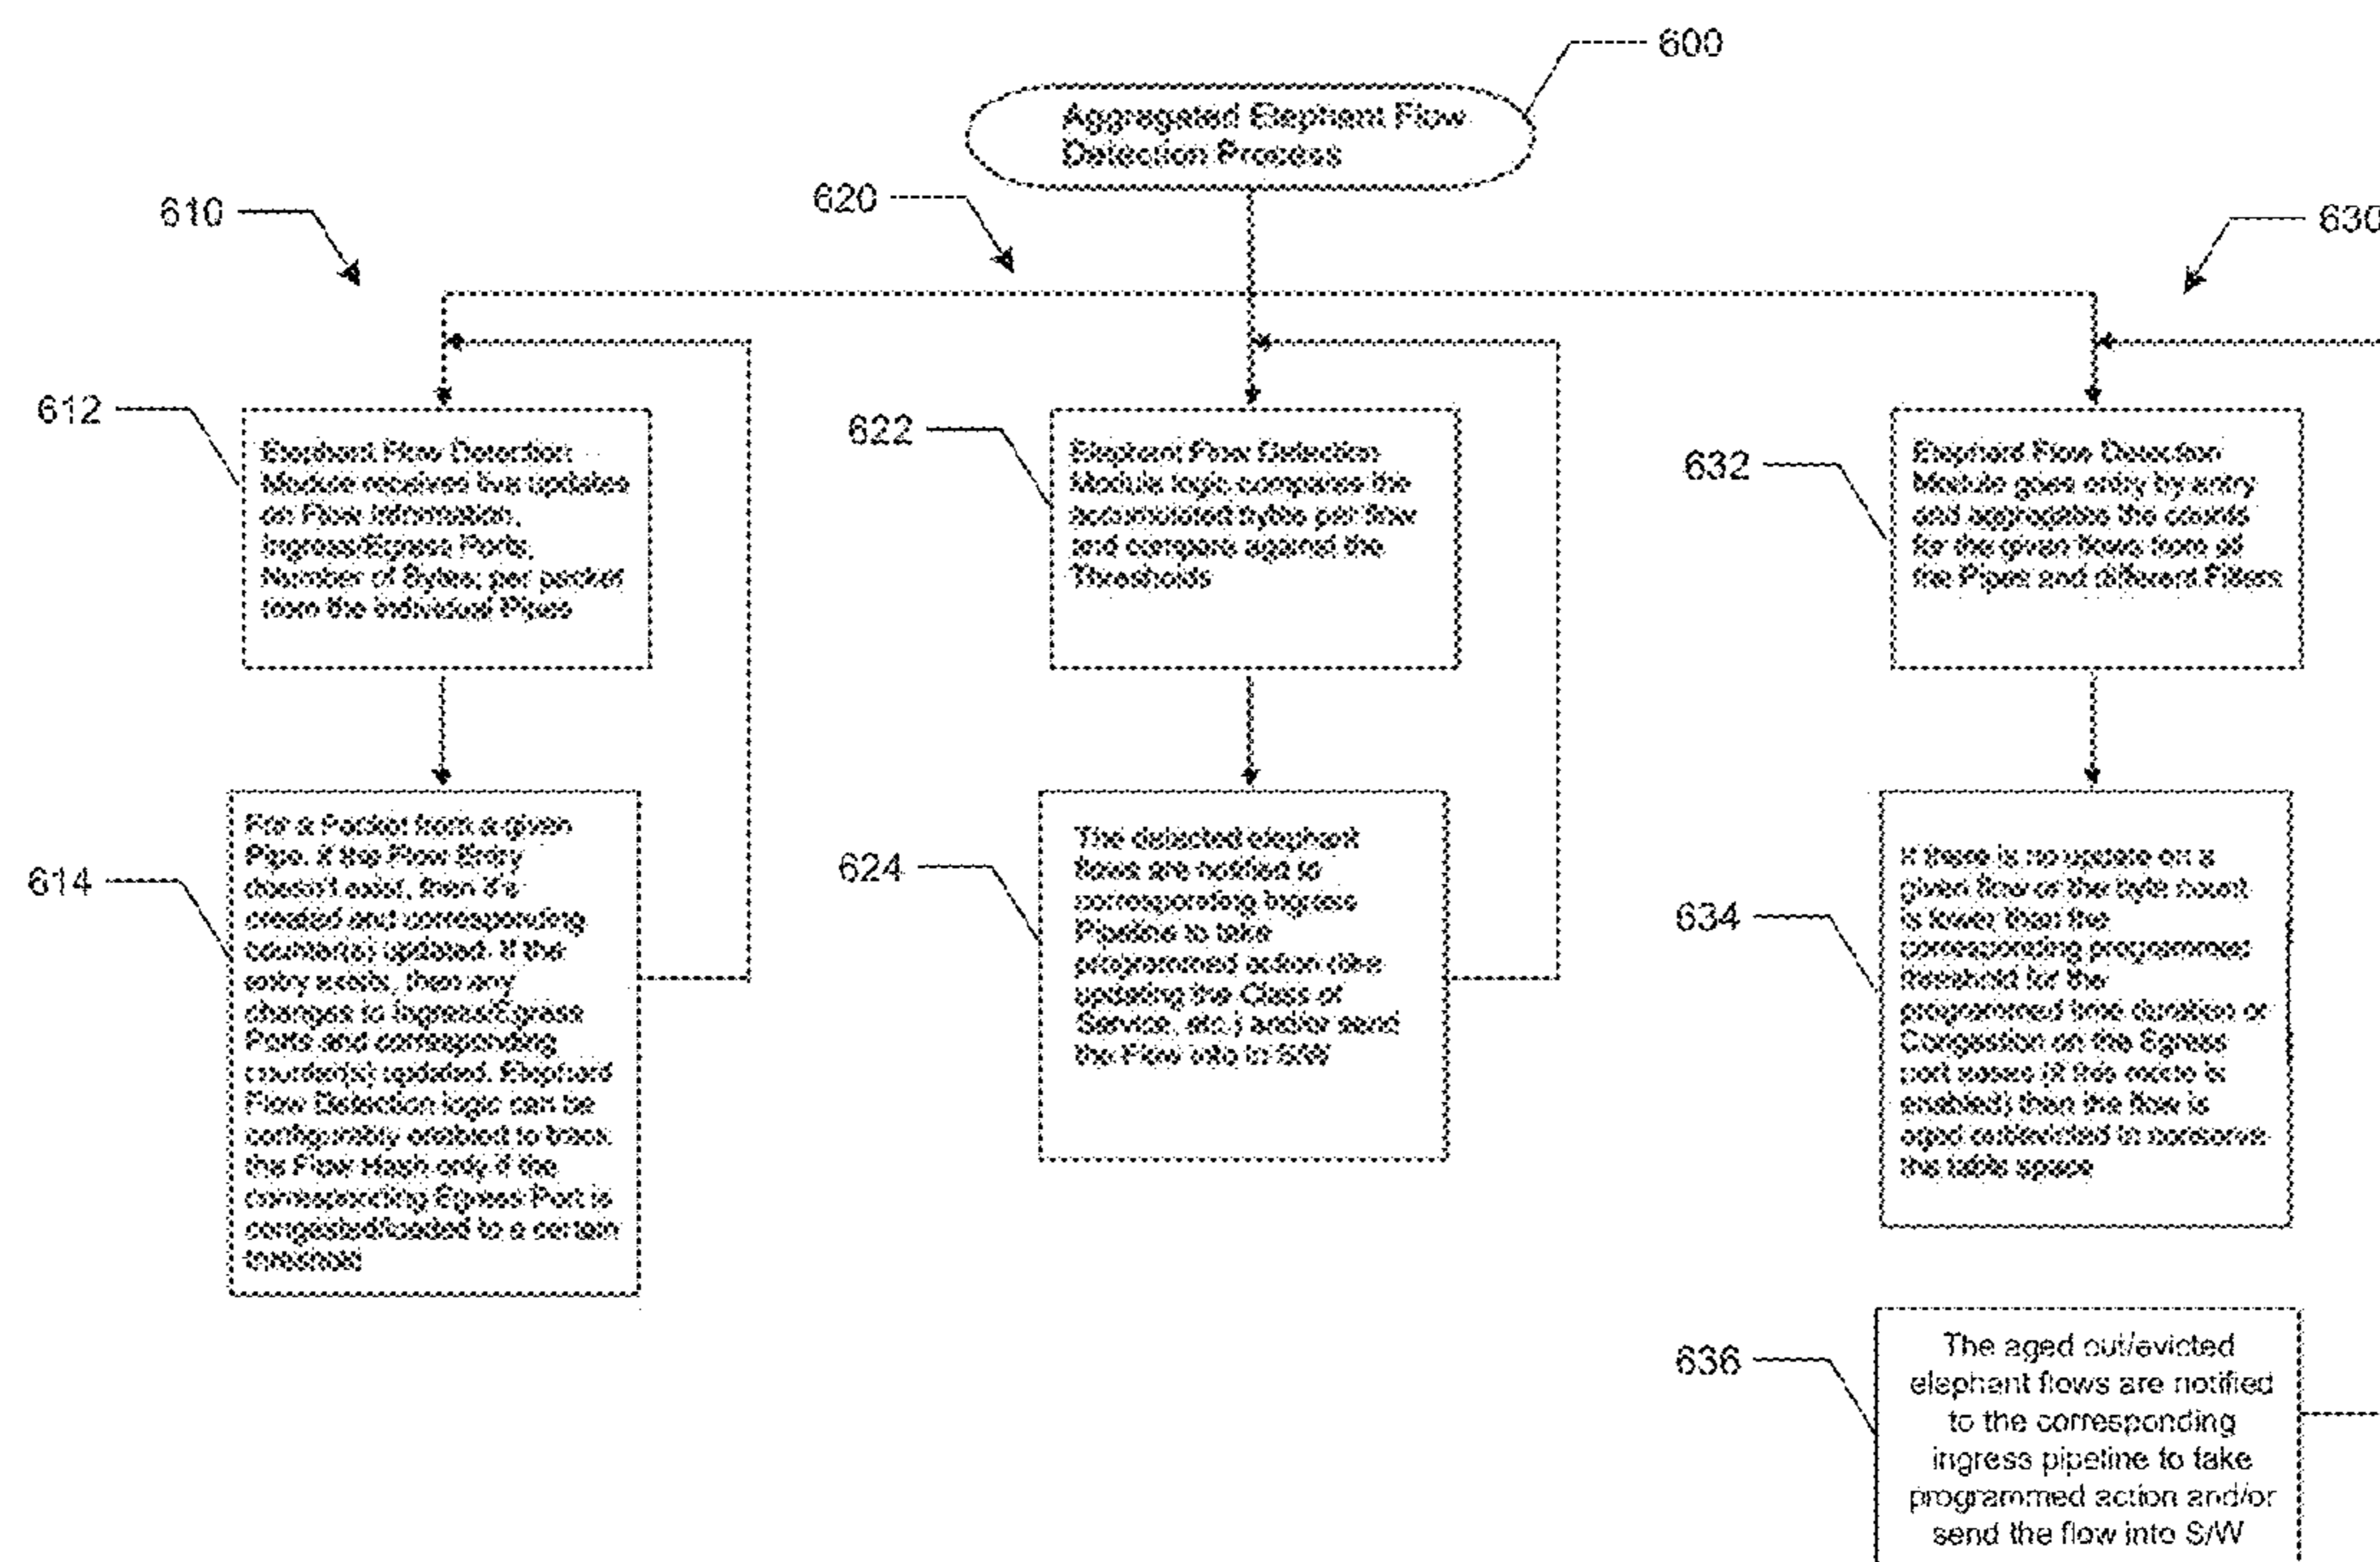 600
Aggregated Elephant Flow
Detection Process
610
620
630
612
Elephant Flow Detection
Module receives live updates
on Flow Information,
Ingress/Egress Ports,
Number of Bytes; per packet
from the individual Pipes
622
Elephant Flow Detection
Module logic compares the
accumulated bytes per flow
and compare against the
Thresholds
632
Elephant Flow Detection
Module goes entry by entry
and aggregates the counts
for the given flows from all
the Pipes and different Filters
614
For a Packet from a given
Pipe, if the Flow Entry
doesn't exist, then it's
created and corresponding
counter(s) updated. If the
entry exists, then any
changes to Ingress/Egress
Ports and corresponding
counter(s) updated. Elephant
Flow Detection logic can be
configurably enabled to track
the Flow Hash only if the
corresponding Egress Port is
congested/loaded to a certain
threshold
624
The detected elephant
flows are notified to
corresponding Ingress
Pipeline to take
programmed action (like
updating the Class of
Service, etc.) and/or send
the Flow info to S/W
634
If there is no update on a
given flow or the byte count
is lower than the
corresponding programmed
threshold for the
programmed time duration or
Congestion on the Egress
port eases (if this mode is
enabled) then the flow is
aged out/evicted to conserve
the table space
636
The aged out/evicted
elephant flows are notified
to the corresponding
ingress pipeline to take
programmed action and/or
send the flow into S/W